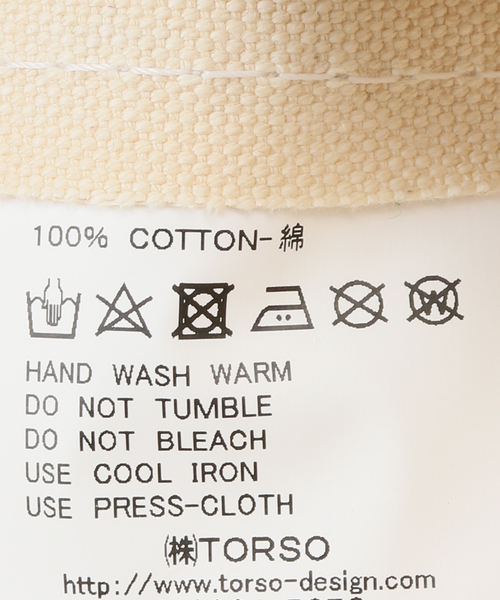 100% COTTON-綿
HAND WASH WARM
DO NOT TUMBLE
DO NOT BLEACH
USE COOL IRON
USE PRESS-CLOTH
㈱TORSO
http://www.torso-design.com